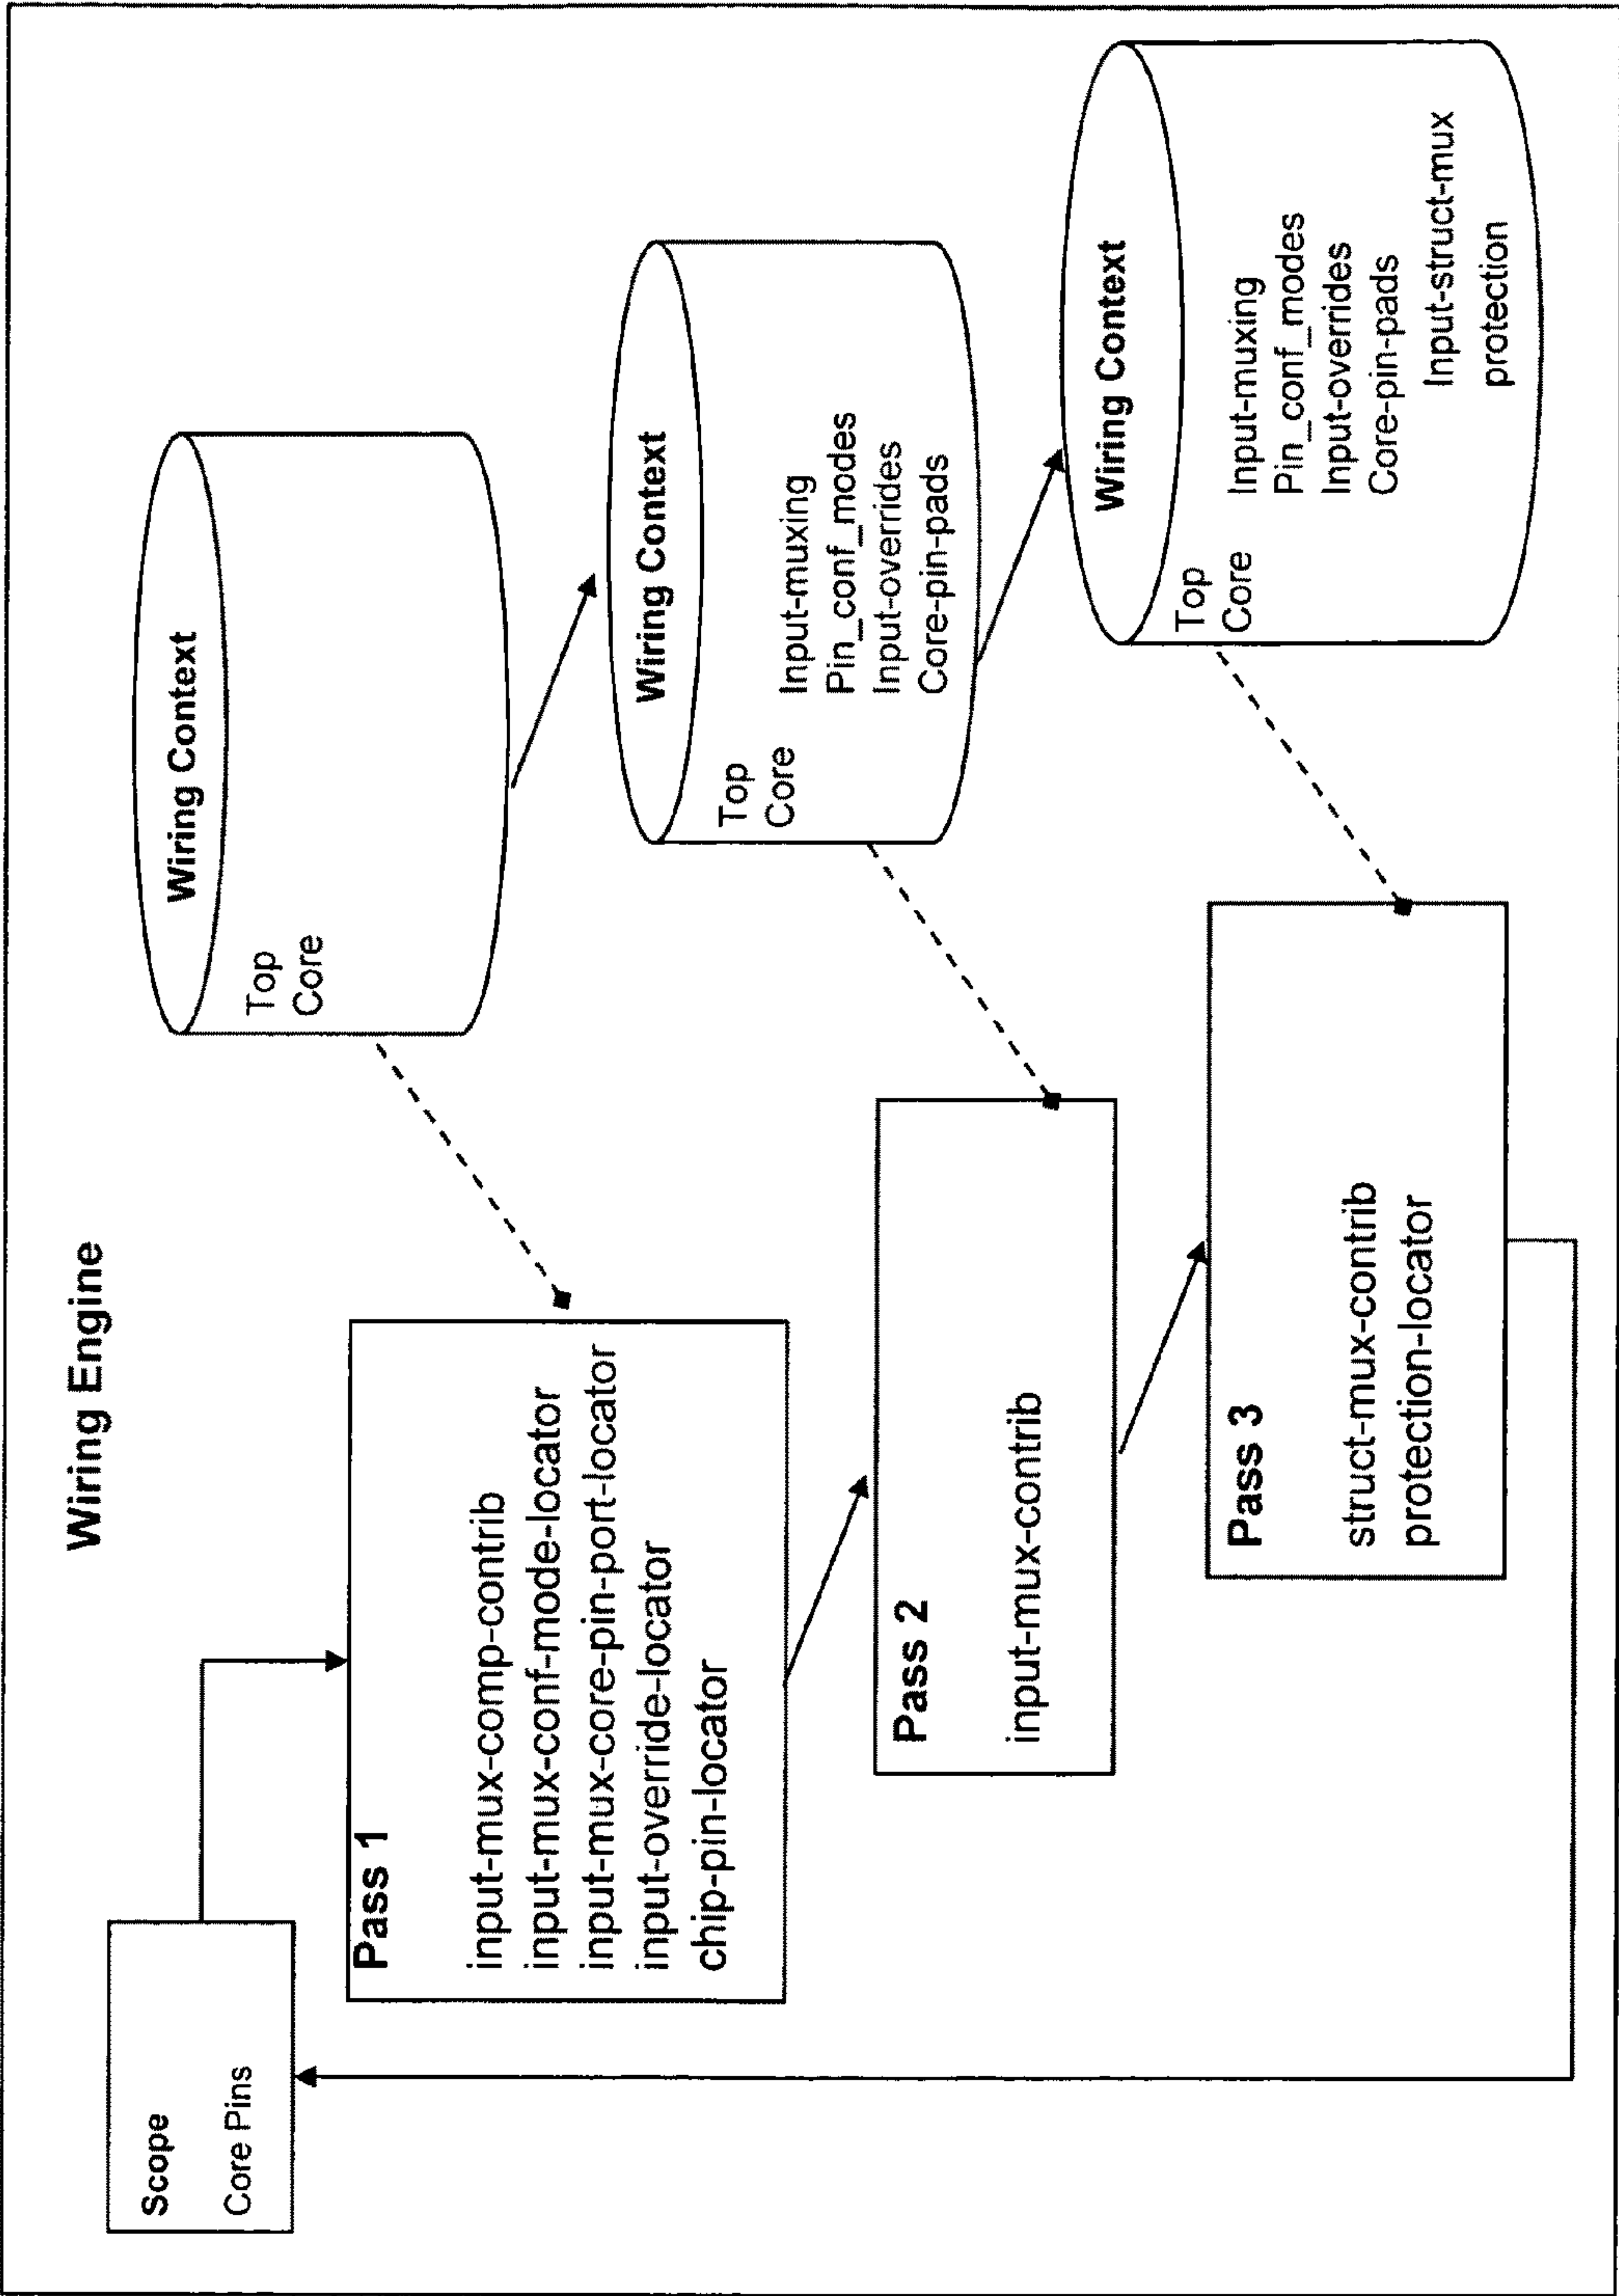 Wiring Engine
Scope
Core Pins
Pass 1
input-mux-comp-contrib
input-mux-conf-mode-locator
input-mux-core-pin-port-locator
input-override-locator
chip-pin-locator
Wiring Context
Top
Core
Pass 2
input-mux-contrib
Wiring Context
Top
Core
Input-muxing
Pin_conf_modes
Input-overrides
Core-pin-pads
Pass 3
struct-mux-contrib
protection-locator
Wiring Context
Top
Core
Input-muxing
Pin_conf_modes
Input-overrides
Core-pin-pads
Input-struct-mux
protection